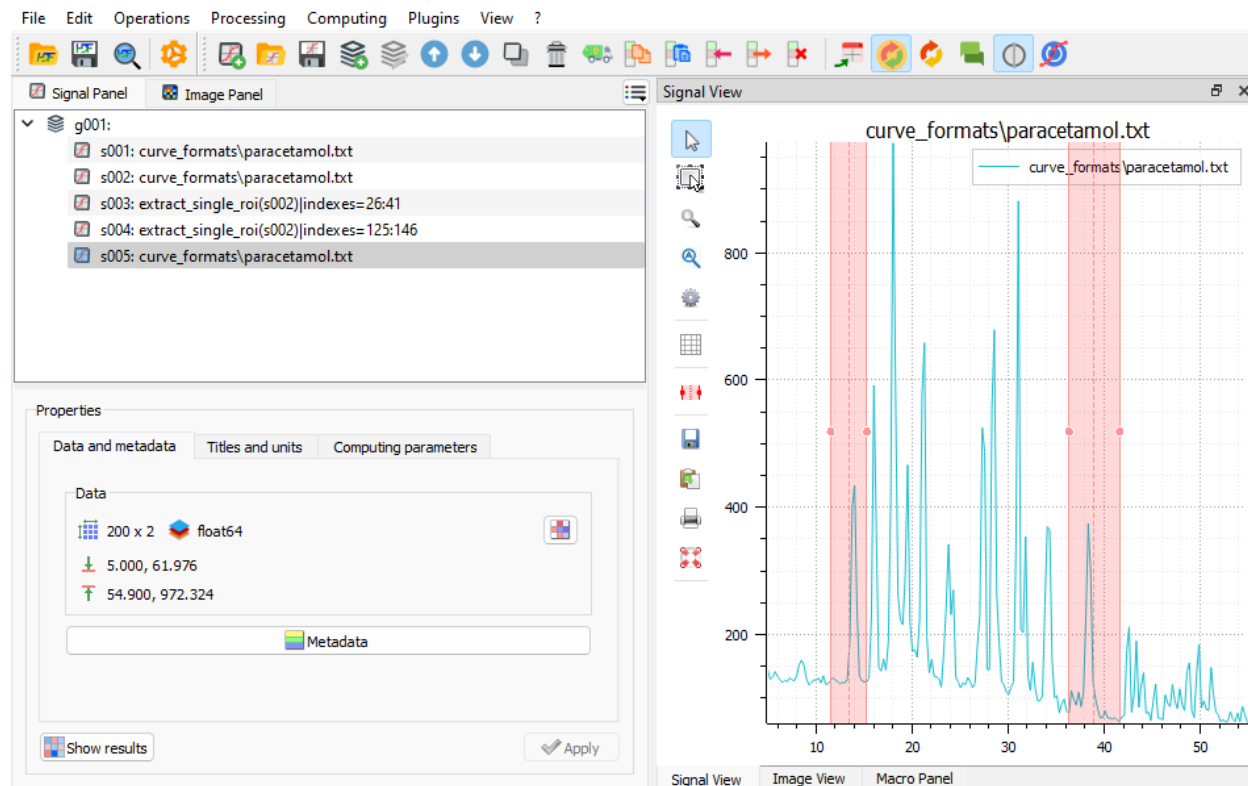 File Edit Operations Processing Computing Plugins View ?
Signal Panel Image Panel
g001:
s001: curve_formats\paracetamol.txt
s002: curve_formats\paracetamol.txt
s003: extract_single_roi(s002)|indexes=26:41
s004: extract_single_roi(s002)|indexes=125:146
s005: curve_formats\paracetamol.txt
Properties
Data and metadata Titles and units Computing parameters
Data
200 x 2 float64
5.000, 61.976
54.900, 972.324
Metadata
Show results Apply
Signal View
curve_formats\paracetamol.txt
curve_formats\paracetamol.txt
800
600
400
200
10 20 30 40 50
Signal View Image View Macro Panel